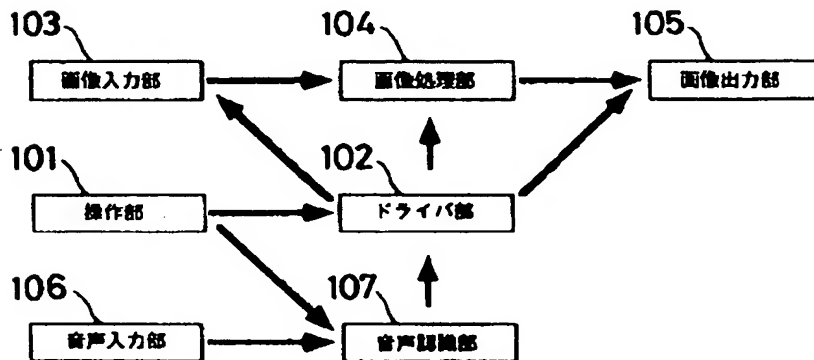 103 104 105
画像入力部 画像処理部 画像出力部
101 102
操作部 ドライバ部
106 107
音声入力部 音声認識部